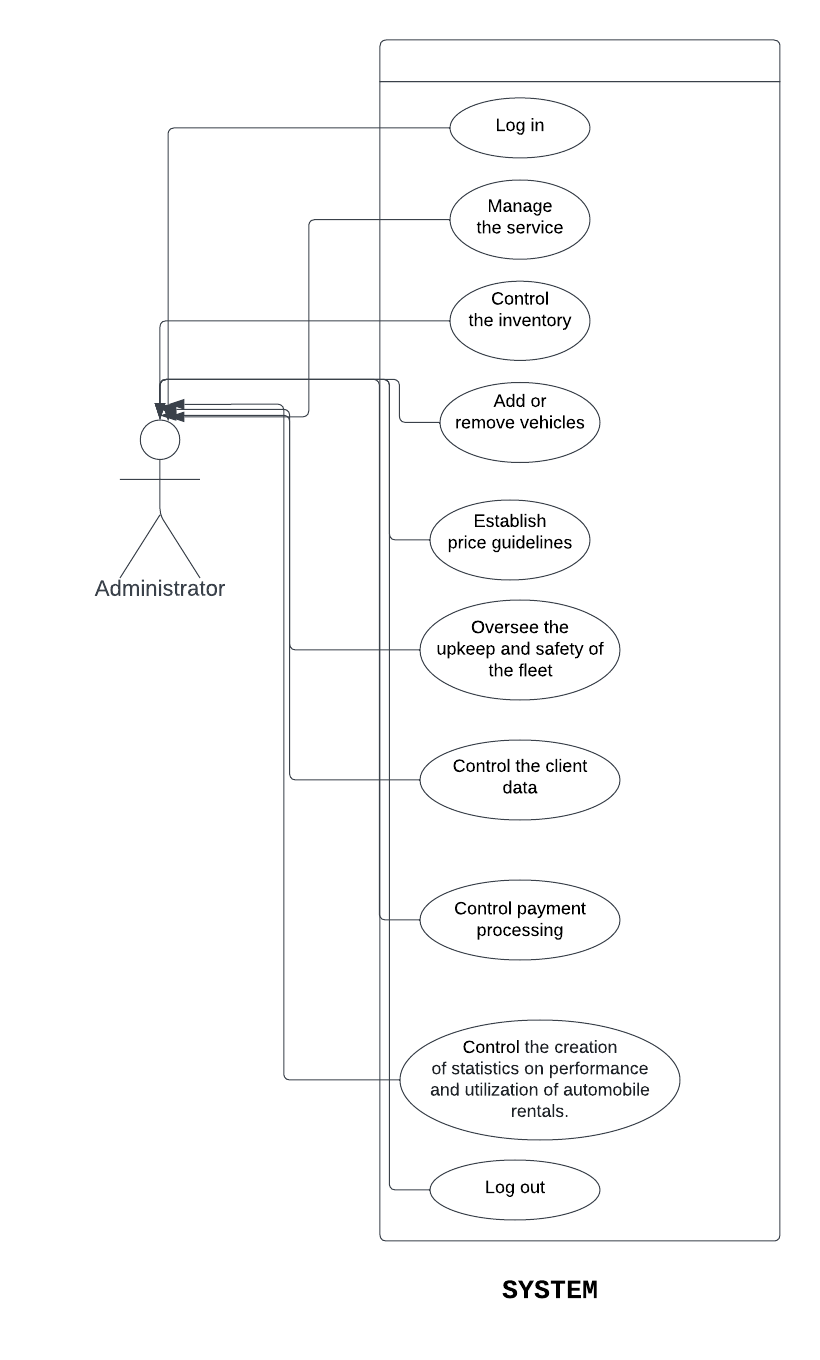 Log in
Manage
the service
Control
the inventory
Add or
remove vehicles
Establish
price guidelines
Administrator
Oversee the
upkeep and safety of
the fleet
Control the client
data
Control payment
processing
Control the creation
of statistics on performance
and utilization of automobile
rentals.
Log out
SYSTEM